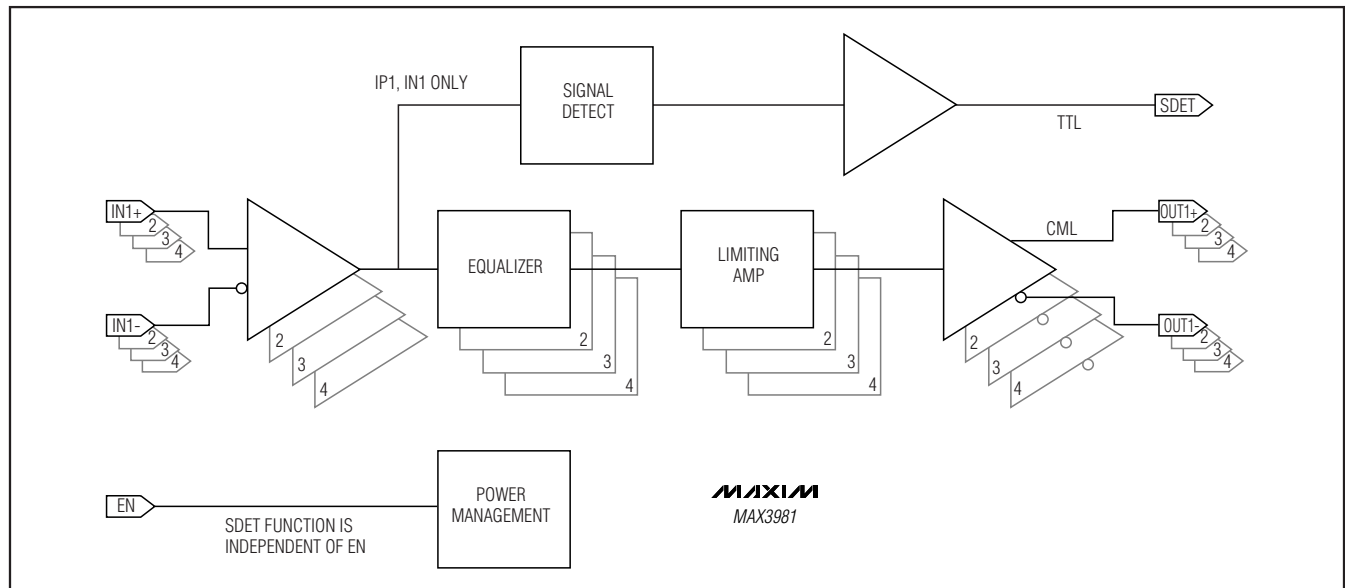 IP1, IN1 ONLY
SIGNAL
DETECT
TTL
SDET
IN1+
2
3
4
IN1-
2
3
4
2
3
4
EQUALIZER
2
3
4
LIMITING
AMP
2
3
4
CML
2
3
4
OUT1+
2
3
4
OUT1-
2
3
4
EN
SDET FUNCTION IS
INDEPENDENT OF EN
POWER
MANAGEMENT
MAXIM
MAX3981